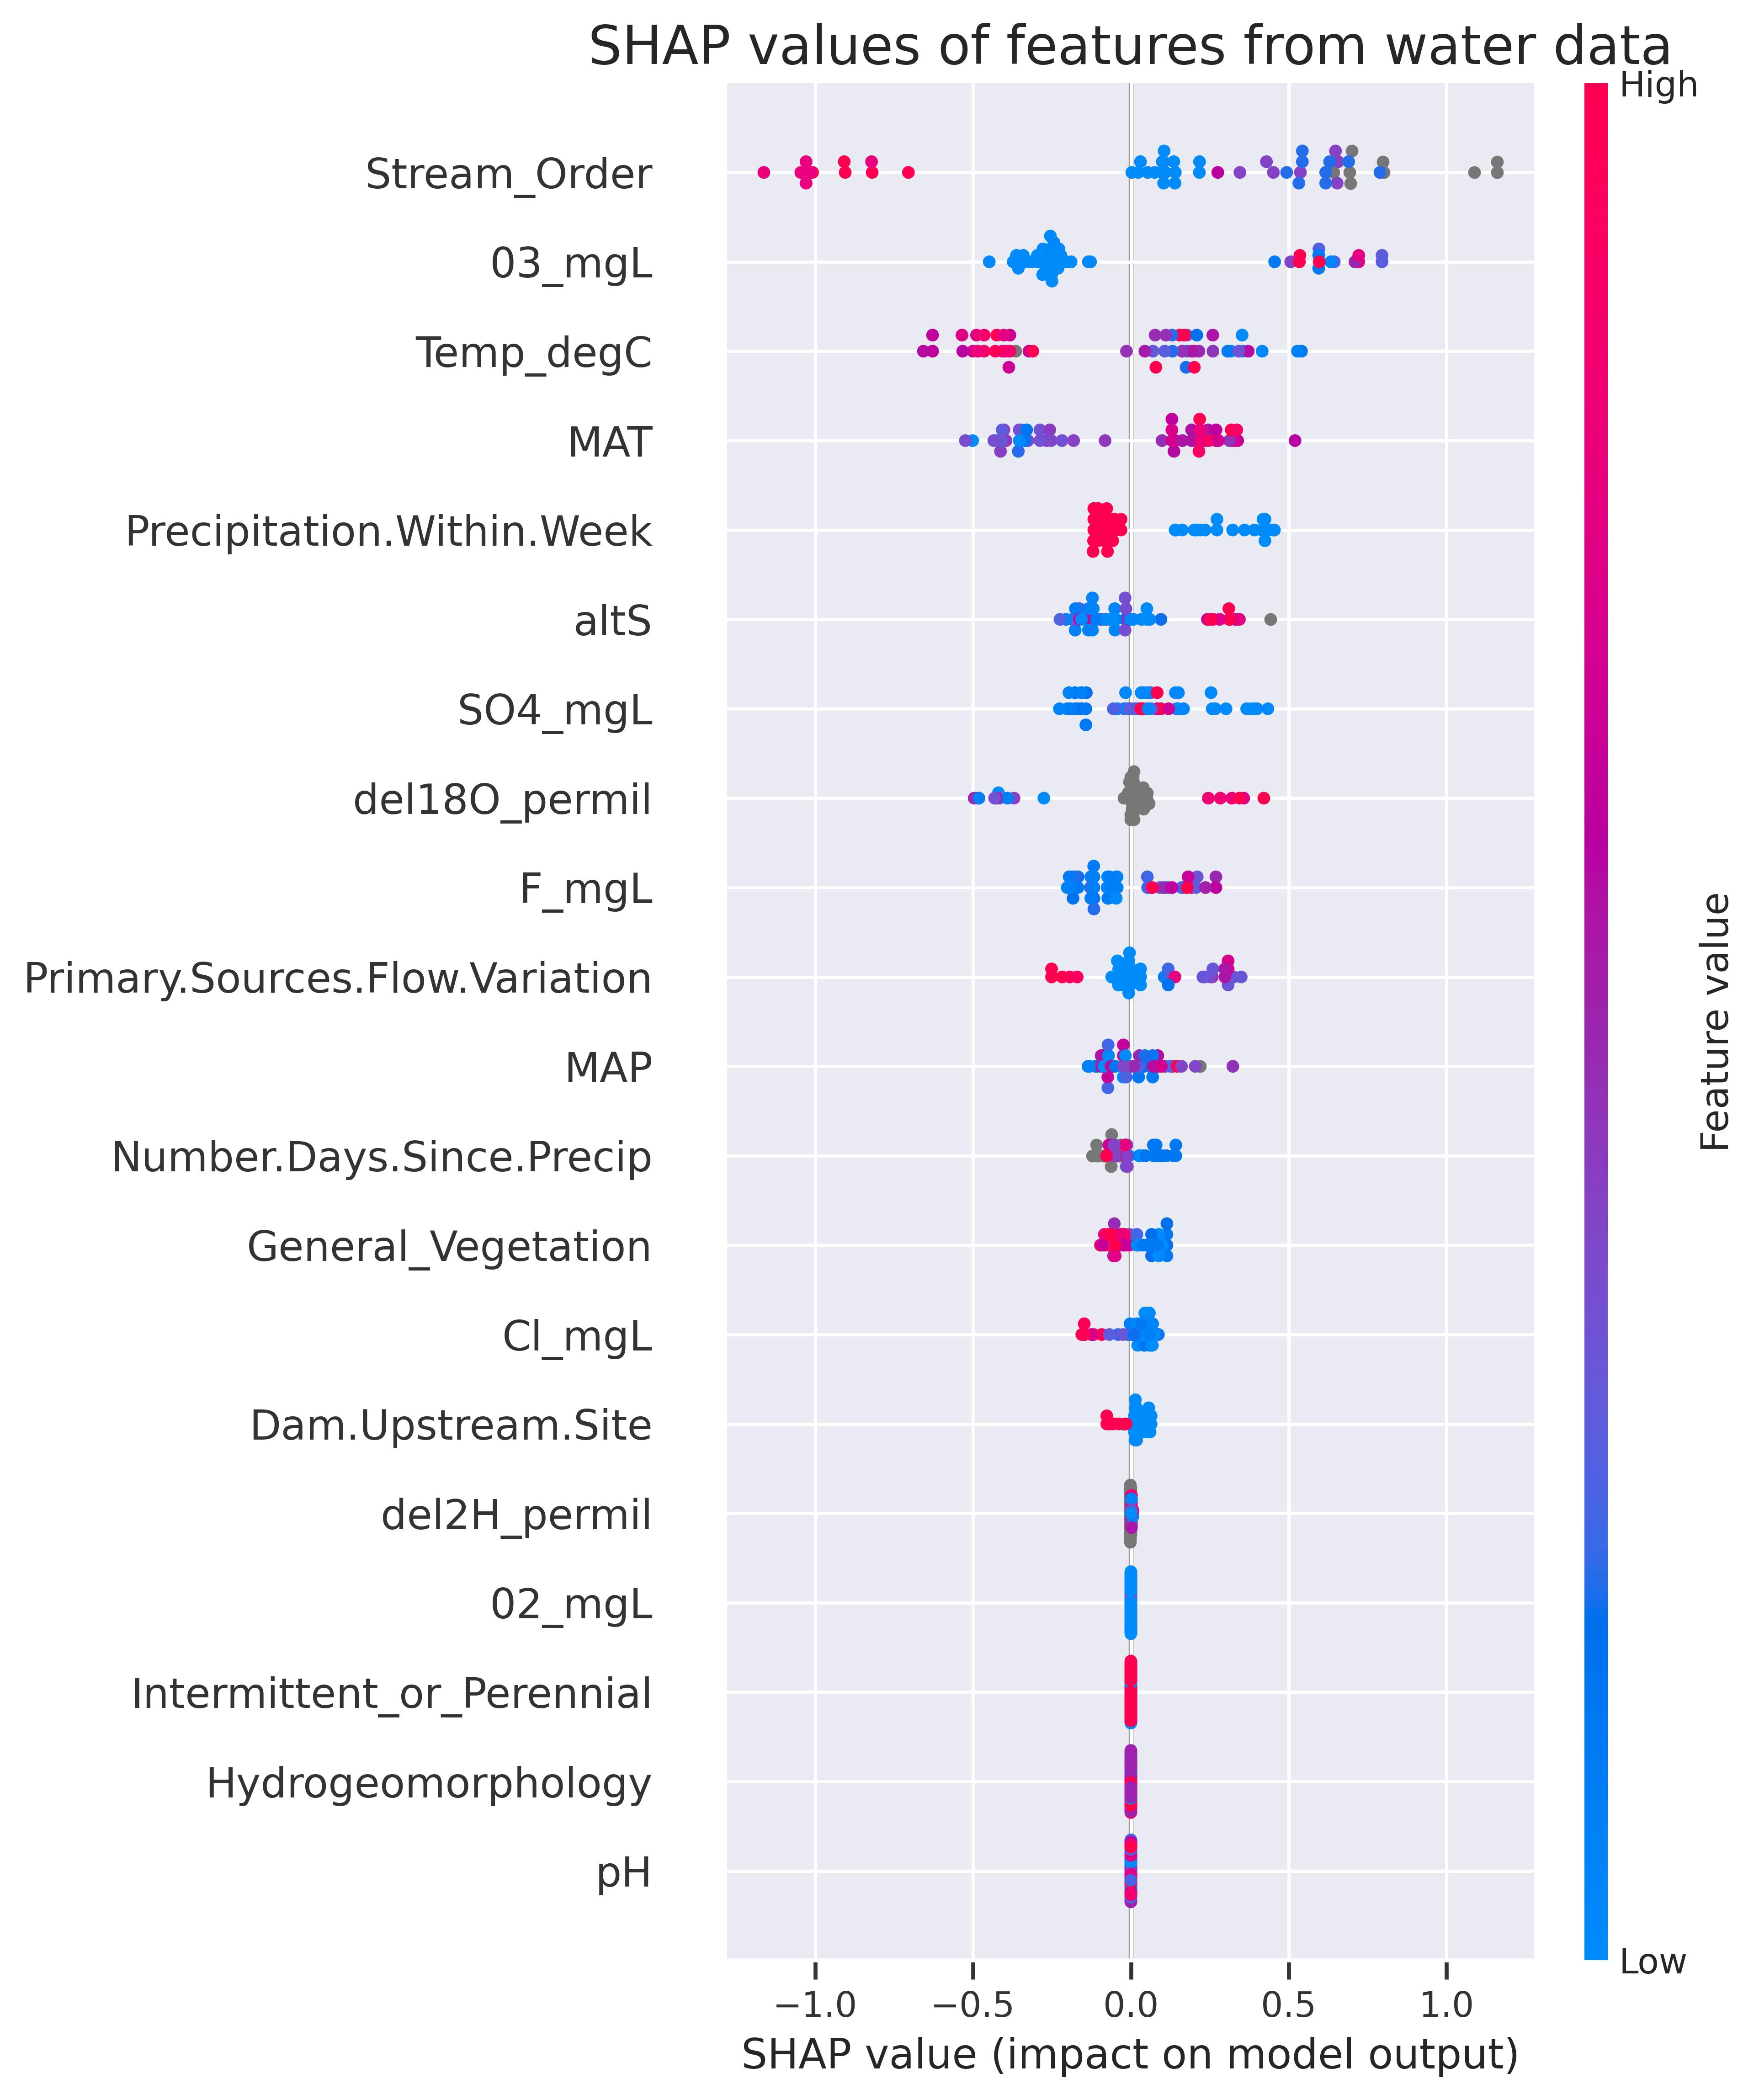 SHAP values of features from water data
High
Stream_Order
03_mgL
Temp_degC
MAT
Precipitation.Within.Week
altS
SO4_mgL
del18O_permil
F_mgL
Primary.Sources.Flow.Variation
MAP
Number.Days.Since.Precip
General_Vegetation
Cl_mgL
Dam.Upstream.Site
del2H_permil
02_mgL
Intermittent_or_Perennial
Hydrogeomorphology
pH
Feature value
Low
−1.0 −0.5 0.0 0.5 1.0
SHAP value (impact on model output)